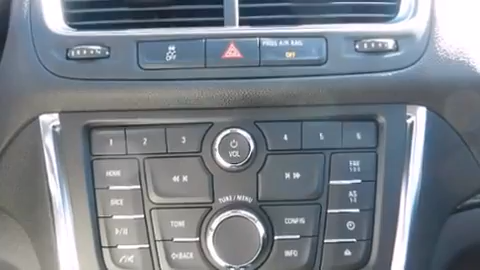 OFF
PASS AIR BAG
OFF
1 2 3 4 5 6
VOL
HOME
TUNE/MENU
TONE CONFIG
BACK INFO